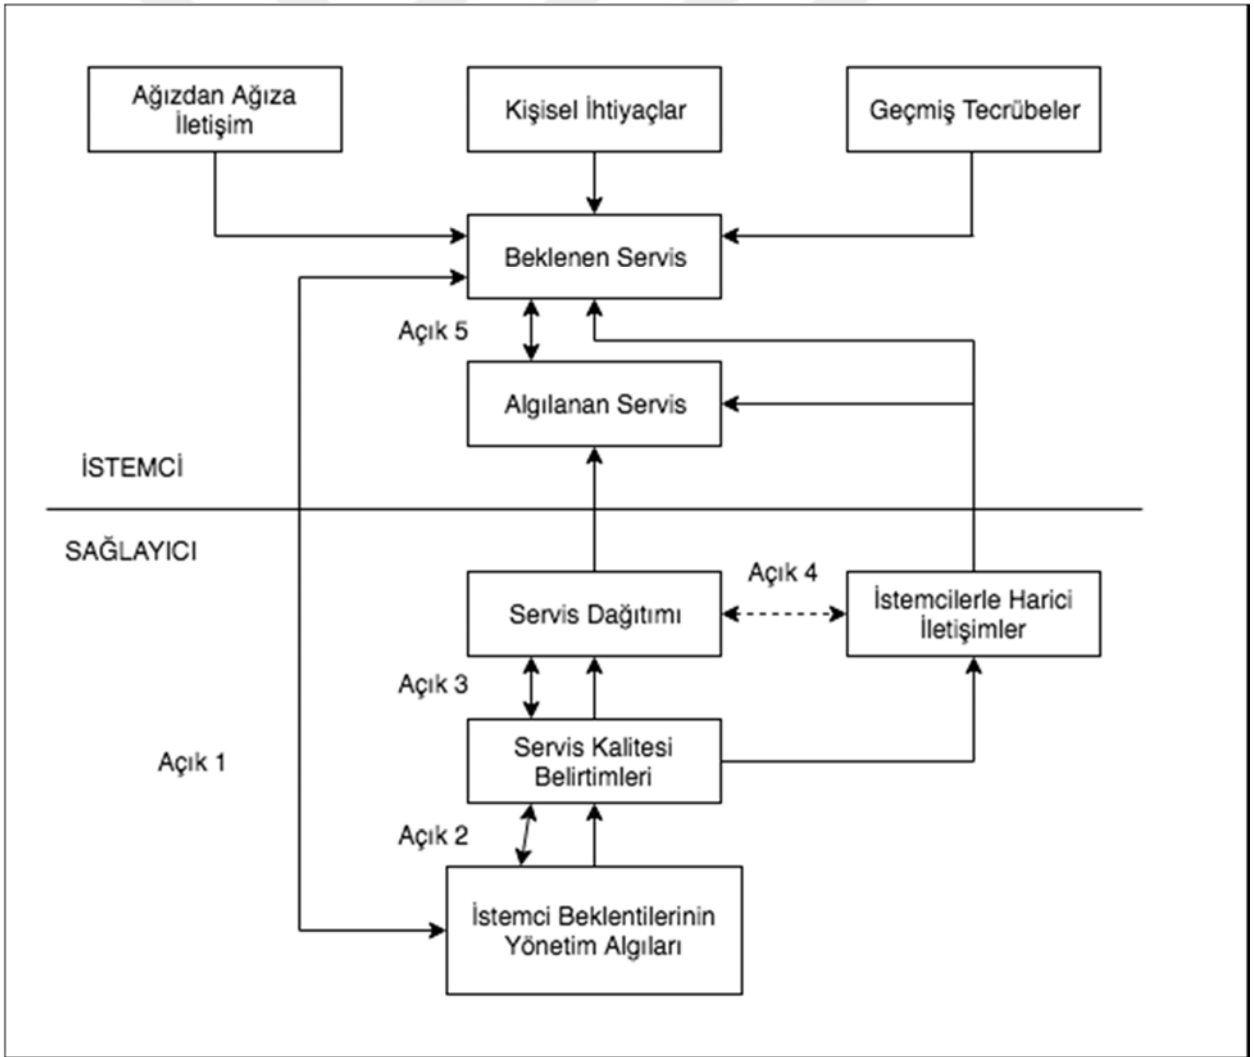 Ağızdan Ağıza
İletişim
Kişisel İhtiyaçlar
Geçmiş Tecrübeler
Beklenen Servis
Açık 5
Algılanan Servis
İSTEMCİ
SAĞLAYICI
Servis Dağıtımı
Açık 4
İstemcilerle Harici
İletişimler
Açık 3
Servis Kalitesi
Belirtimleri
Açık 1
Açık 2
İstemci Beklentilerinin
Yönetim Algıları